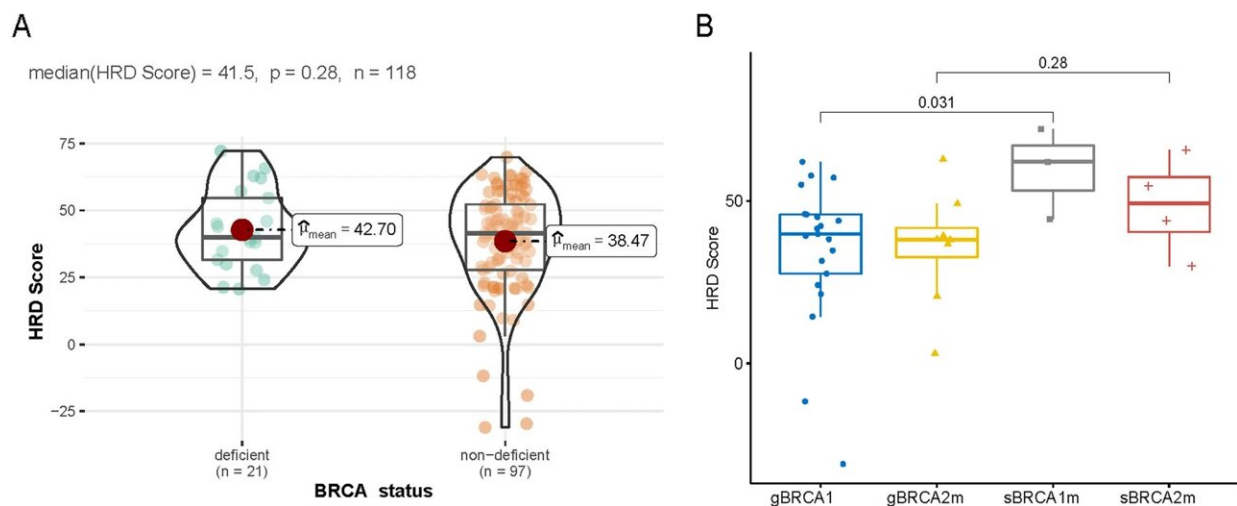 A
median(HRD Score) = 41.5, p = 0.28, n = 118
HRD Score
75
50
25
0
−25
μ̂mean = 42.70
μ̂mean = 38.47
deficient
(n = 21)
non-deficient
(n = 97)
BRCA status
B
0.28
0.031
HRD Score
50
0
gBRCA1
gBRCA2m
sBRCA1m
sBRCA2m